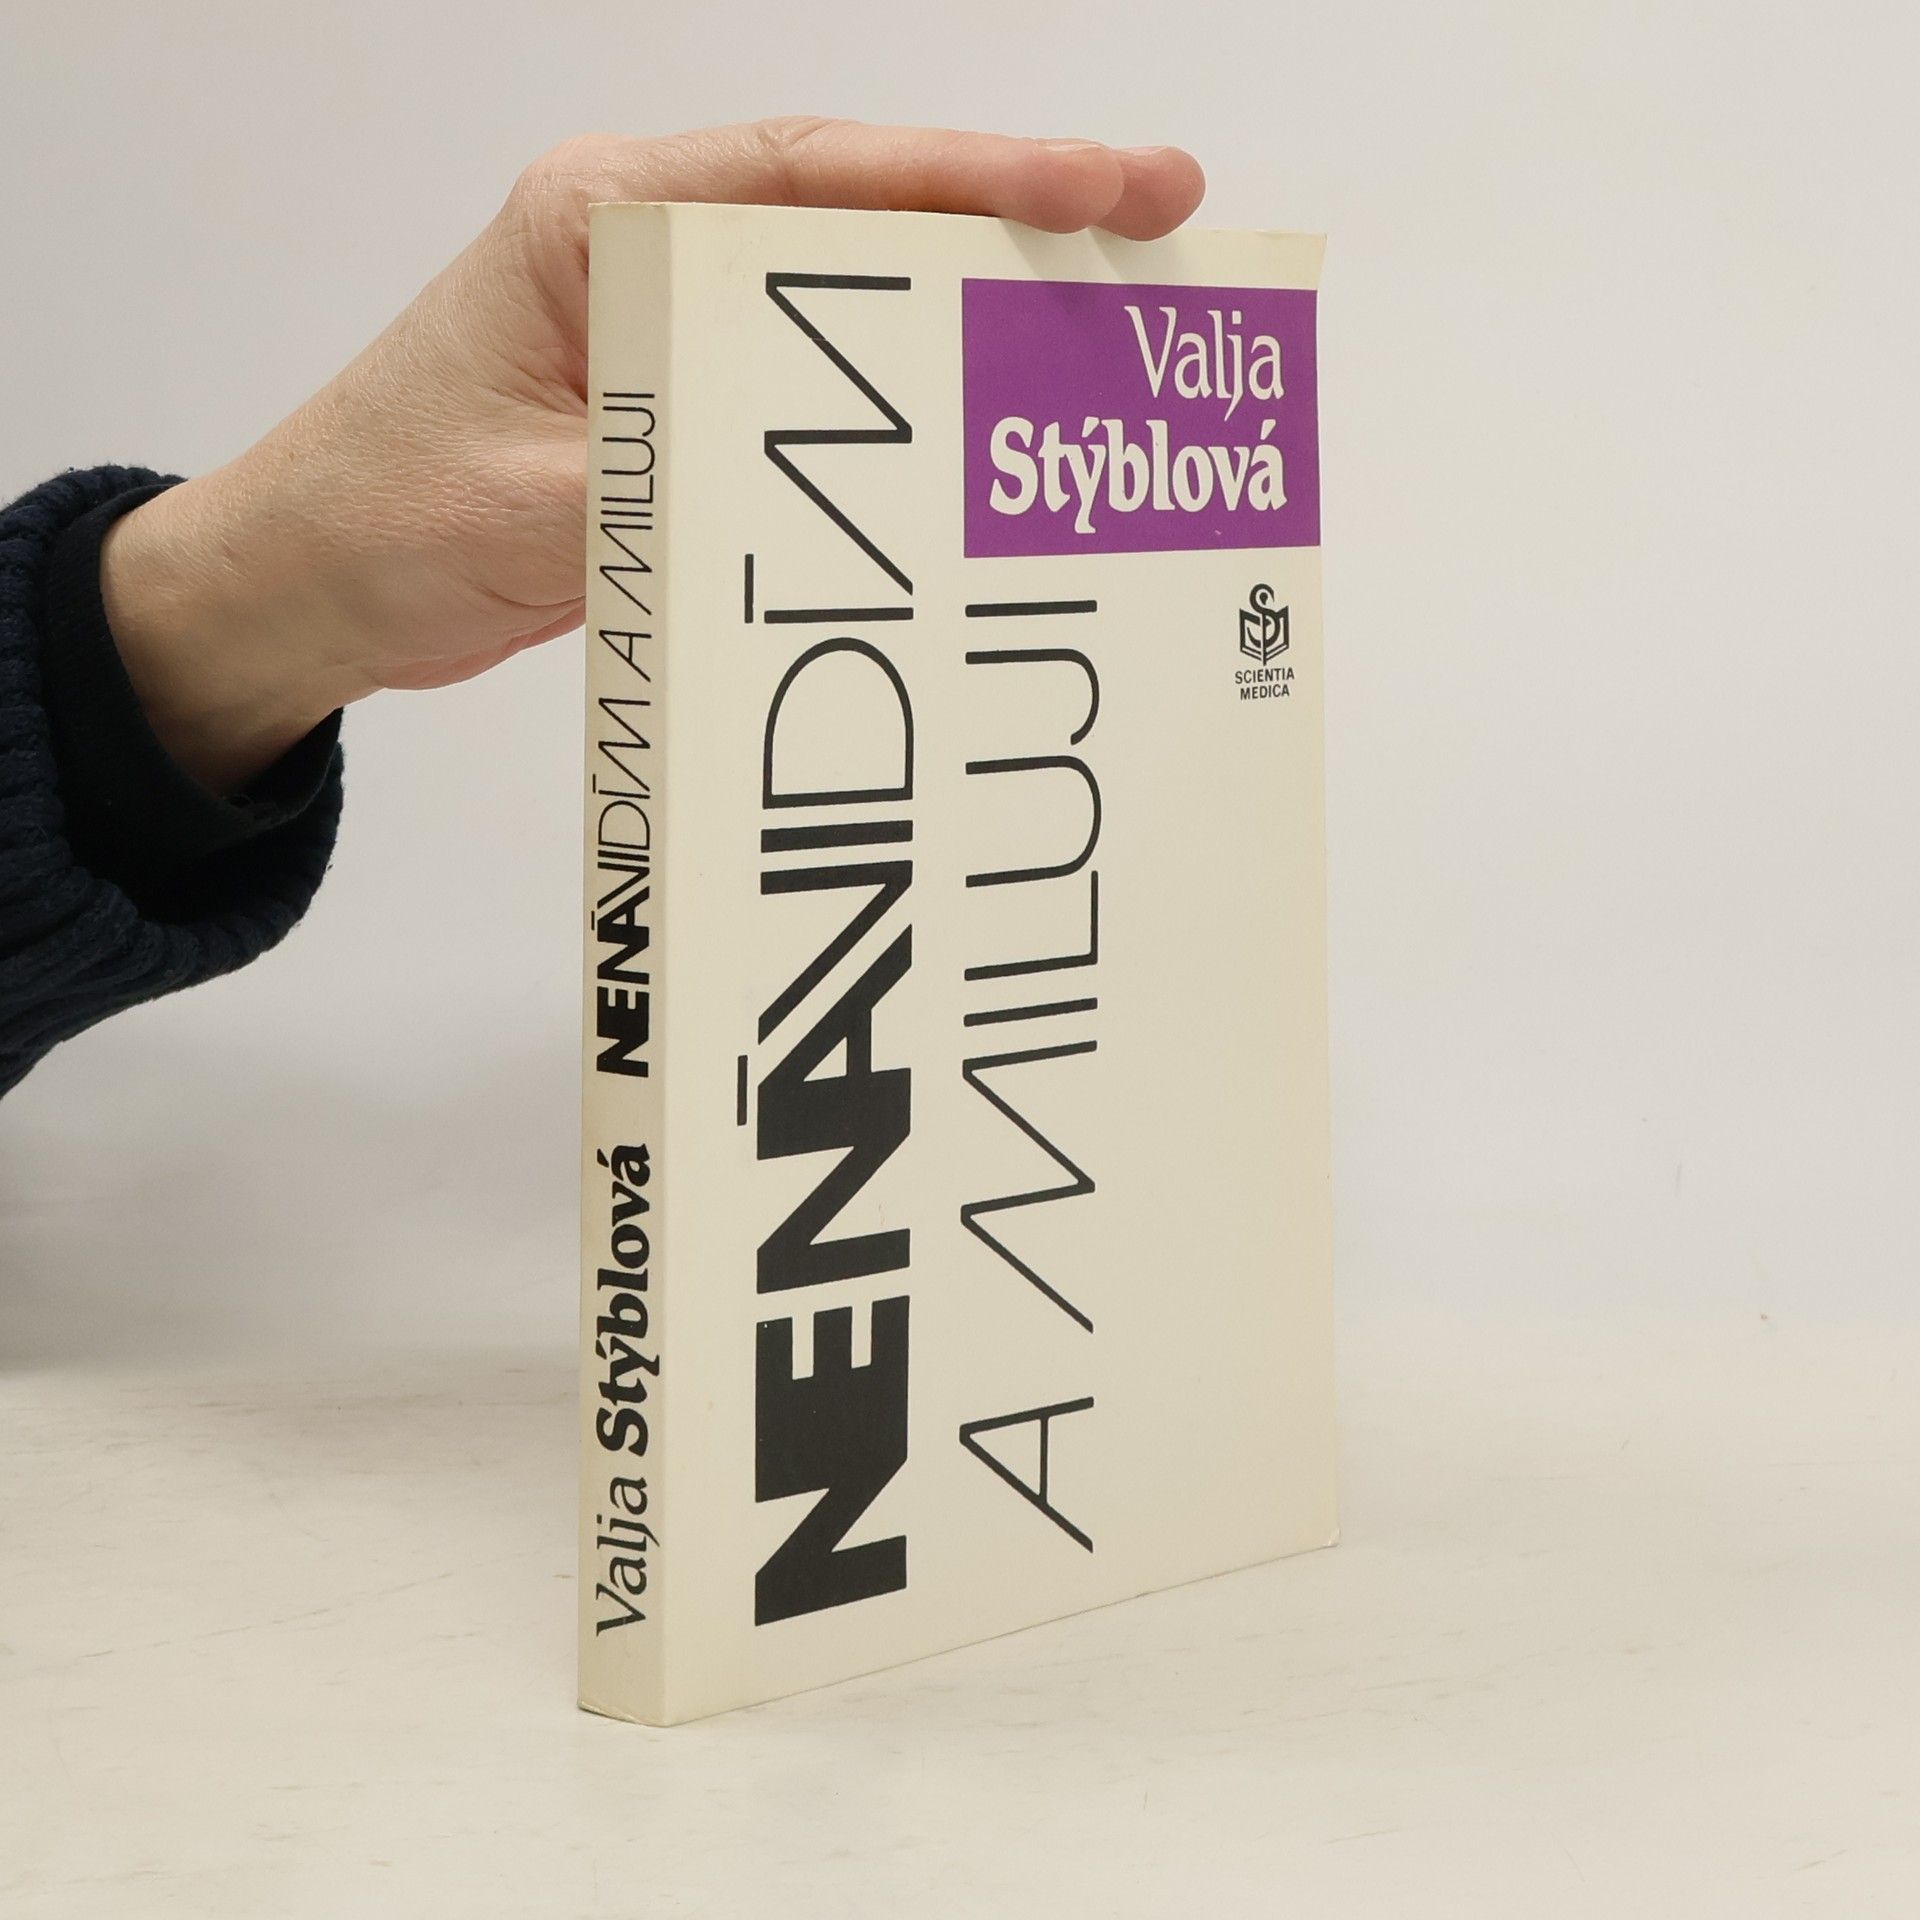 Valja Stýblová NENÁVIDÍM A MILUJI
NENÁVIDÍM
A MILUJI
Valja
Stýblová
SCIENTIA
MEDICA